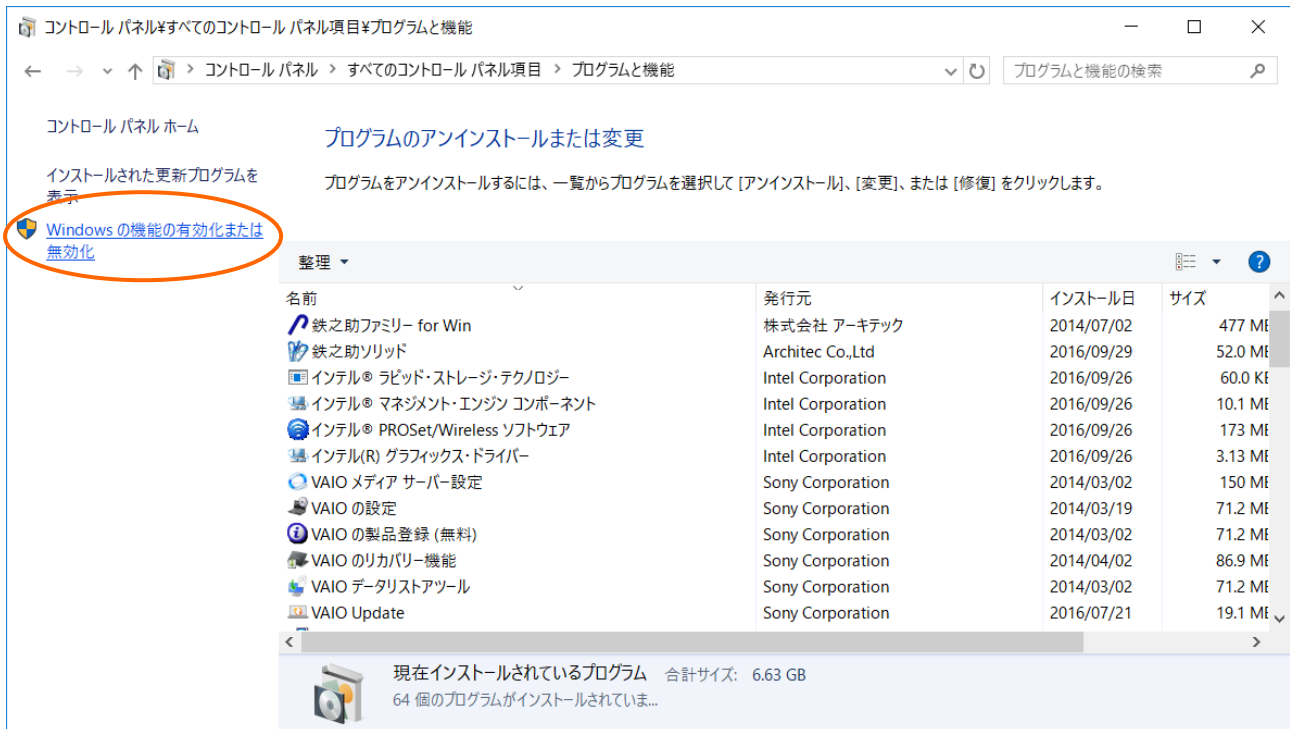 コントロール パネル¥すべてのコントロール パネル項目¥プログラムと機能
コントロール パネル > すべてのコントロール パネル項目 > プログラムと機能
プログラムと機能の検索
コントロール パネル ホーム
インストールされた更新プログラムを
表示
Windows の機能の有効化または
無効化
プログラムのアンインストールまたは変更
プログラムをアンインストールするには、一覧からプログラムを選択して [アンインストール]、[変更]、または [修復] をクリックします。
整理
名前 発行元 インストール日 サイズ
鉄之助ファミリー for Win 株式会社 アーキテック 2014/07/02 477 MB
鉄之助ソリッド Architec Co.,Ltd 2016/09/29 52.0 MB
インテル® ラピッド・ストレージ・テクノロジー Intel Corporation 2016/09/26 60.0 KB
インテル® マネジメント・エンジン コンポーネント Intel Corporation 2016/09/26 10.1 MB
インテル® PROSet/Wireless ソフトウェア Intel Corporation 2016/09/26 173 MB
インテル(R) グラフィックス・ドライバー Intel Corporation 2016/09/26 3.13 MB
VAIO メディア サーバー設定 Sony Corporation 2014/03/02 150 MB
VAIO の設定 Sony Corporation 2014/03/19 71.2 MB
VAIO の製品登録 (無料) Sony Corporation 2014/03/02 71.2 MB
VAIO のリカバリー機能 Sony Corporation 2014/04/02 86.9 MB
VAIO データリストアツール Sony Corporation 2014/03/02 71.2 MB
VAIO Update Sony Corporation 2016/07/21 19.1 MB
現在インストールされているプログラム 合計サイズ: 6.63 GB
64 個のプログラムがインストールされていま...